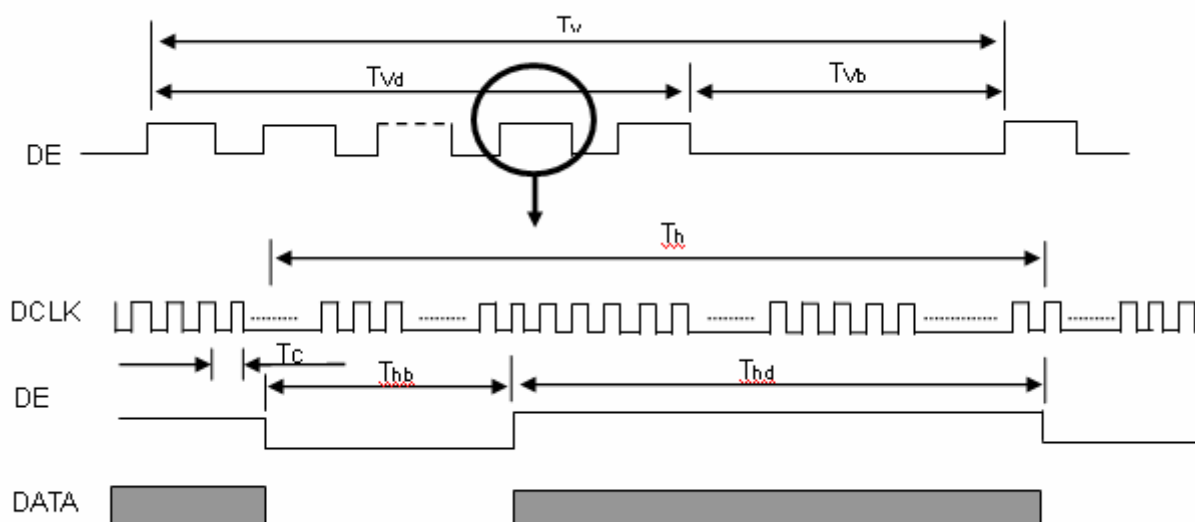 Tv
TVd
TVb
DE
Th
DCLK
Tc
Thb
Thd
DE
DATA